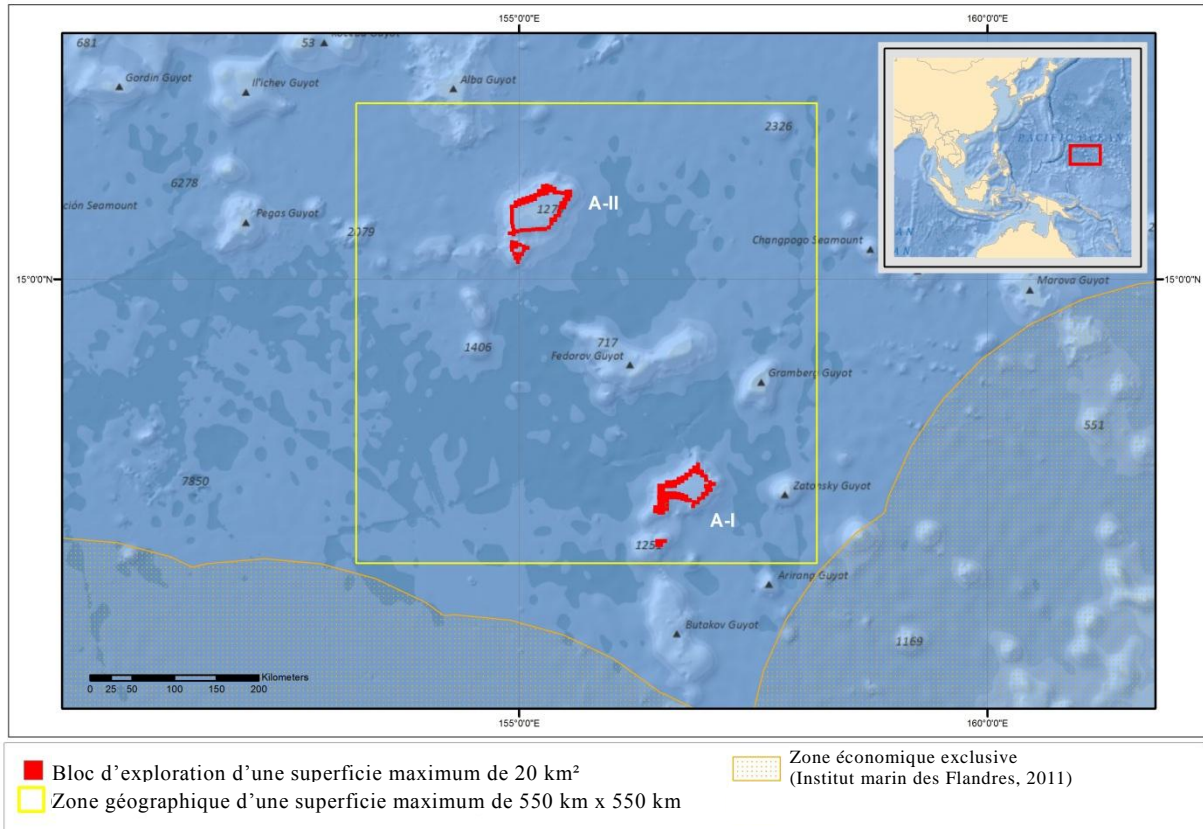 155°0'0"E
160°0'0"E
681
53
Gordin Guyot
Il'ichev Guyot
Alba Guyot
2326
PACIFIC OCEAN
6278
127
A-II
ción Seamount
Pegas Guyot
2079
Changpogo Seamount
15°0'0"N
15°0'0"N
Marova Guyot
1406
717
Fedorov Guyot
Gramberg Guyot
551
7850
Zatonsky Guyot
A-I
1251
Arirang Guyot
Butakov Guyot
1169
Kilometers
0 25 50 100 150 200
155°0'0"E
160°0'0"E
Bloc d'exploration d'une superficie maximum de 20 km²
Zone géographique d'une superficie maximum de 550 km x 550 km
Zone économique exclusive
(Institut marin des Flandres, 2011)